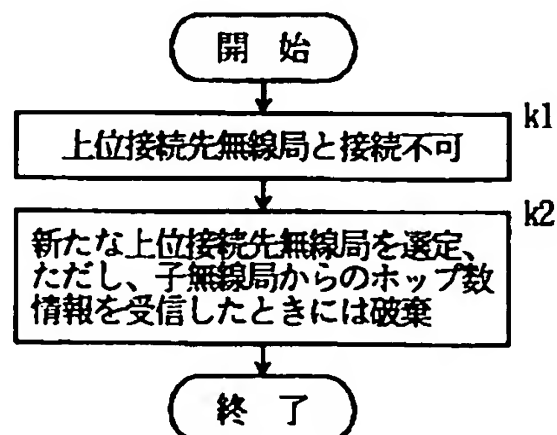 開 始
k1
上位接続先無線局と接続不可
k2
新たな上位接続先無線局を選定、
ただし、子無線局からのホップ数
情報を受信したときには破棄
終 了